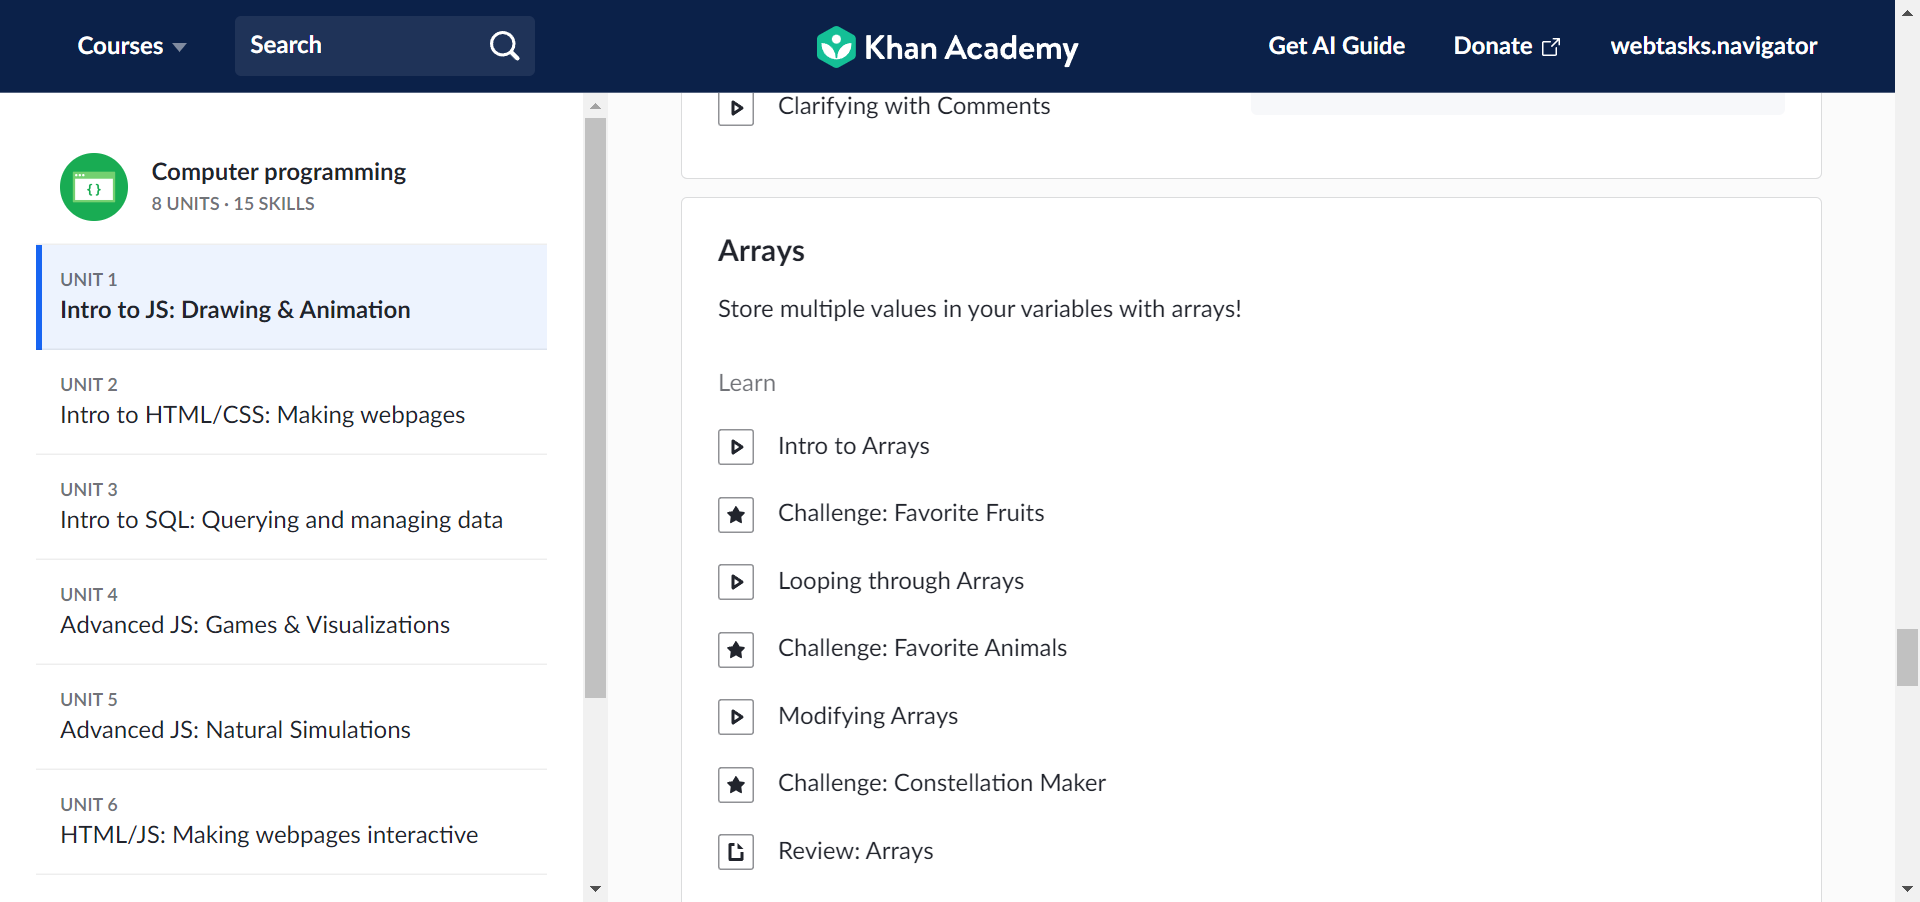 Courses
Search
Khan Academy
Get AI Guide
Donate
webtasks.navigator
Computer programming
8 UNITS · 15 SKILLS
UNIT 1
Intro to JS: Drawing & Animation
UNIT 2
Intro to HTML/CSS: Making webpages
UNIT 3
Intro to SQL: Querying and managing data
UNIT 4
Advanced JS: Games & Visualizations
UNIT 5
Advanced JS: Natural Simulations
UNIT 6
HTML/JS: Making webpages interactive
Clarifying with Comments
Arrays
Store multiple values in your variables with arrays!
Learn
Intro to Arrays
Challenge: Favorite Fruits
Looping through Arrays
Challenge: Favorite Animals
Modifying Arrays
Challenge: Constellation Maker
Review: Arrays